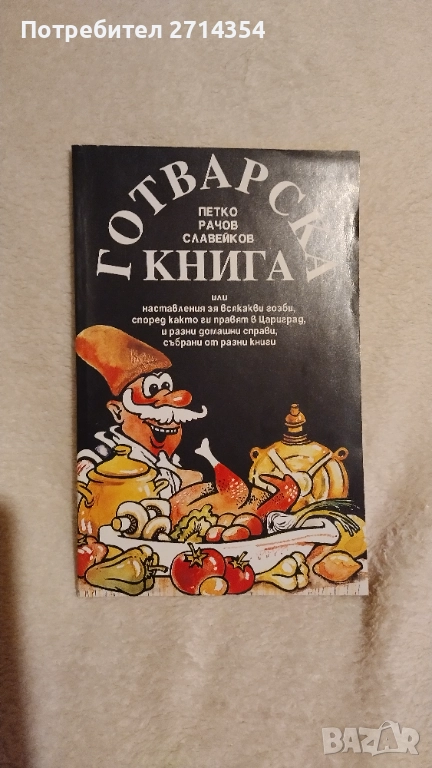 Потребител 2714354
ГОТВАРСКА
ПЕТКО
РАЧОВ
СЛАВЕЙКОВ
КНИГА
или
наставления за всякакви гозби,
според както ги правят в Цариград,
и разни домашни справи,
събрани от разни книги
BAZAR